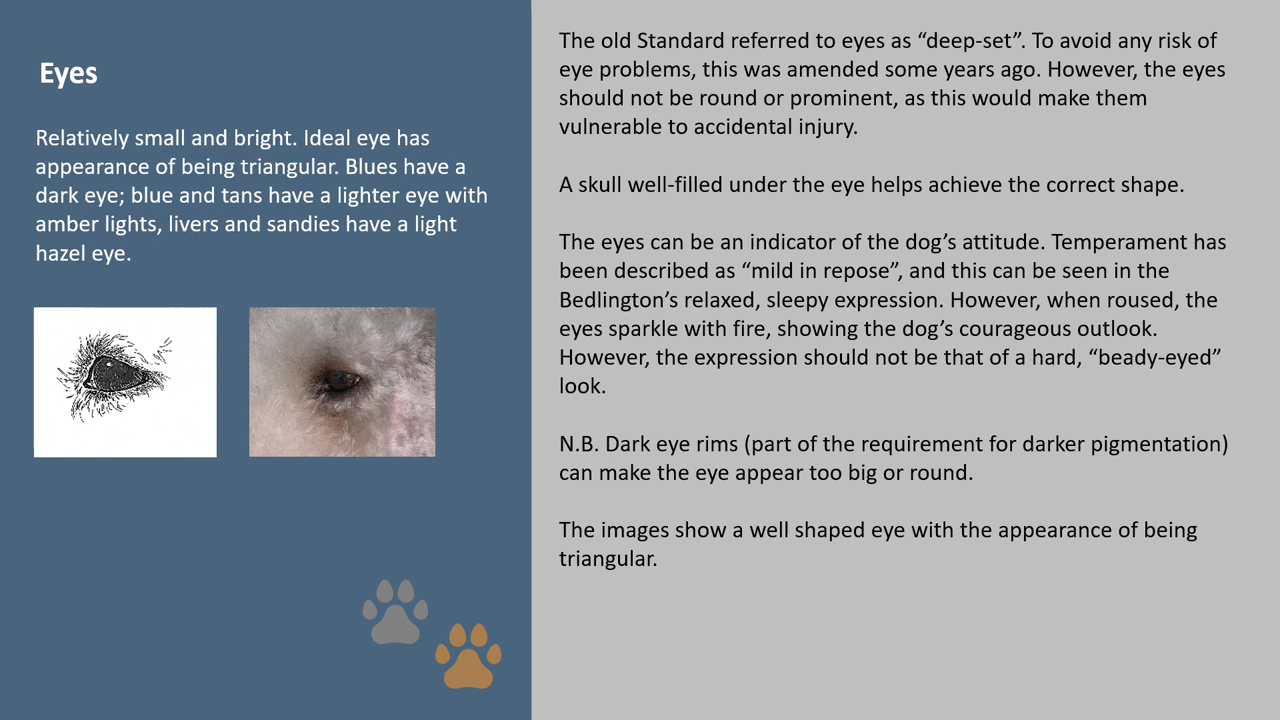 Eyes
Relatively small and bright. Ideal eye has
appearance of being triangular. Blues have a
dark eye; blue and tans have a lighter eye with
amber lights, livers and sandies have a light
hazel eye.
The old Standard referred to eyes as “deep-set”. To avoid any risk of
eye problems, this was amended some years ago. However, the eyes
should not be round or prominent, as this would make them
vulnerable to accidental injury.
A skull well-filled under the eye helps achieve the correct shape.
The eyes can be an indicator of the dog’s attitude. Temperament has
been described as “mild in repose”, and this can be seen in the
Bedlington’s relaxed, sleepy expression. However, when roused, the
eyes sparkle with fire, showing the dog’s courageous outlook.
However, the expression should not be that of a hard, “beady-eyed”
look.
N.B. Dark eye rims (part of the requirement for darker pigmentation)
can make the eye appear too big or round.
The images show a well shaped eye with the appearance of being
triangular.